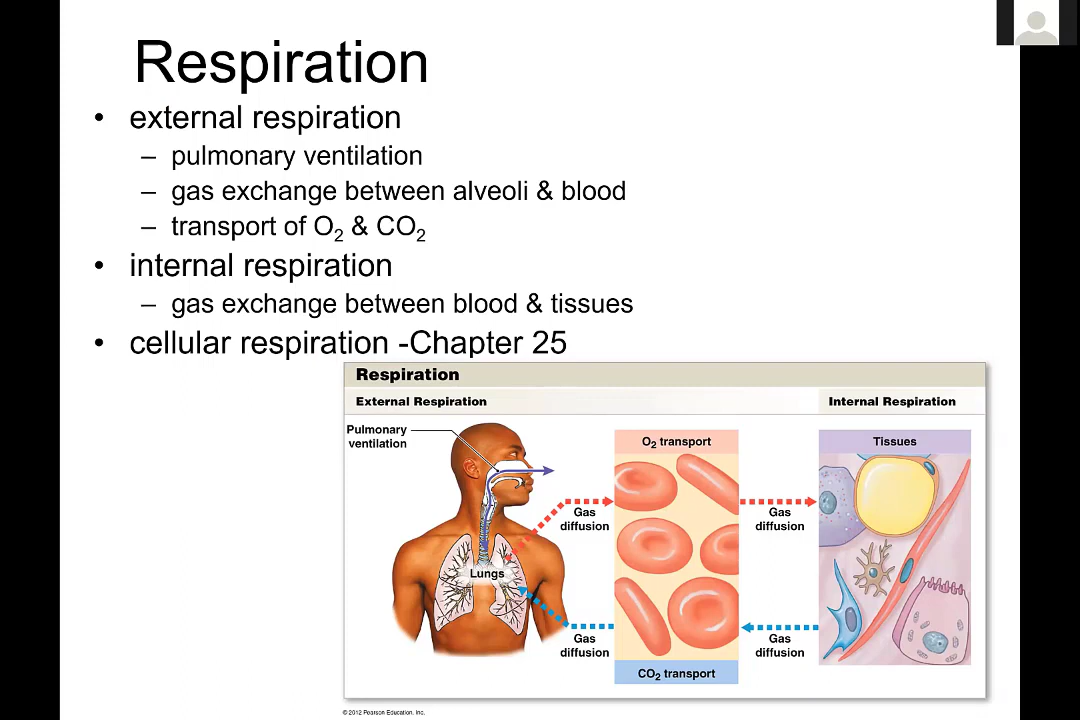 Respiration
• external respiration
– pulmonary ventilation
– gas exchange between alveoli & blood
– transport of O₂ & CO₂
• internal respiration
– gas exchange between blood & tissues
• cellular respiration -Chapter 25
Respiration
External Respiration
Internal Respiration
Pulmonary
ventilation
O₂ transport
Tissues
Gas
diffusion
Gas
diffusion
Lungs
Gas
diffusion
Gas
diffusion
CO₂ transport
© 2012 Pearson Education, Inc.